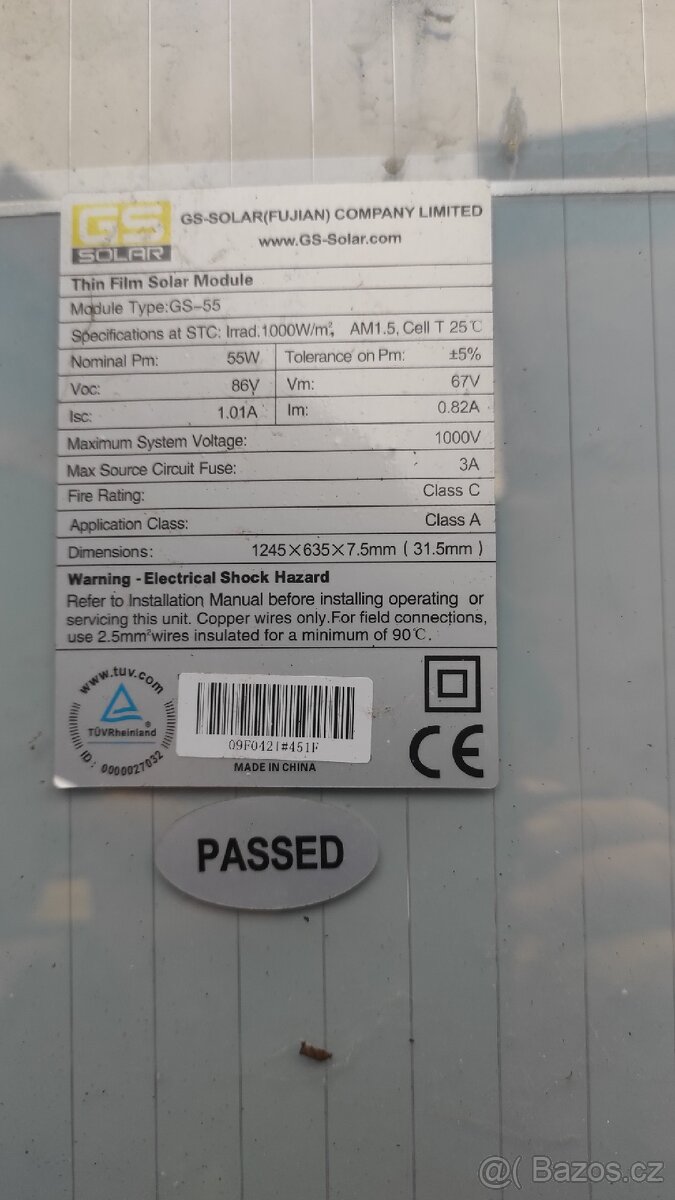 GS
SOLAR
GS-SOLAR(FUJIAN) COMPANY LIMITED
www.GS-Solar.com
Thin Film Solar Module
Module Type:GS-55
Specifications at STC: Irrad.1000W/m², AM1.5, Cell T 25℃
Nominal Pm: 55W Tolerance on Pm: ±5%
Voc: 86V Vm: 67V
Isc: 1.01A Im: 0.82A
Maximum System Voltage: 1000V
Max Source Circuit Fuse: 3A
Fire Rating: Class C
Application Class: Class A
Dimensions: 1245×635×7.5mm ( 31.5mm )
Warning - Electrical Shock Hazard
Refer to Installation Manual before installing operating or
servicing this unit. Copper wires only.For field connections,
use 2.5mm²wires insulated for a minimum of 90℃.
www.tuv.com
TÜVRheinland ®
ID: 0000027032
09F0421#451F
MADE IN CHINA
CE
PASSED
@( Bazos.cz